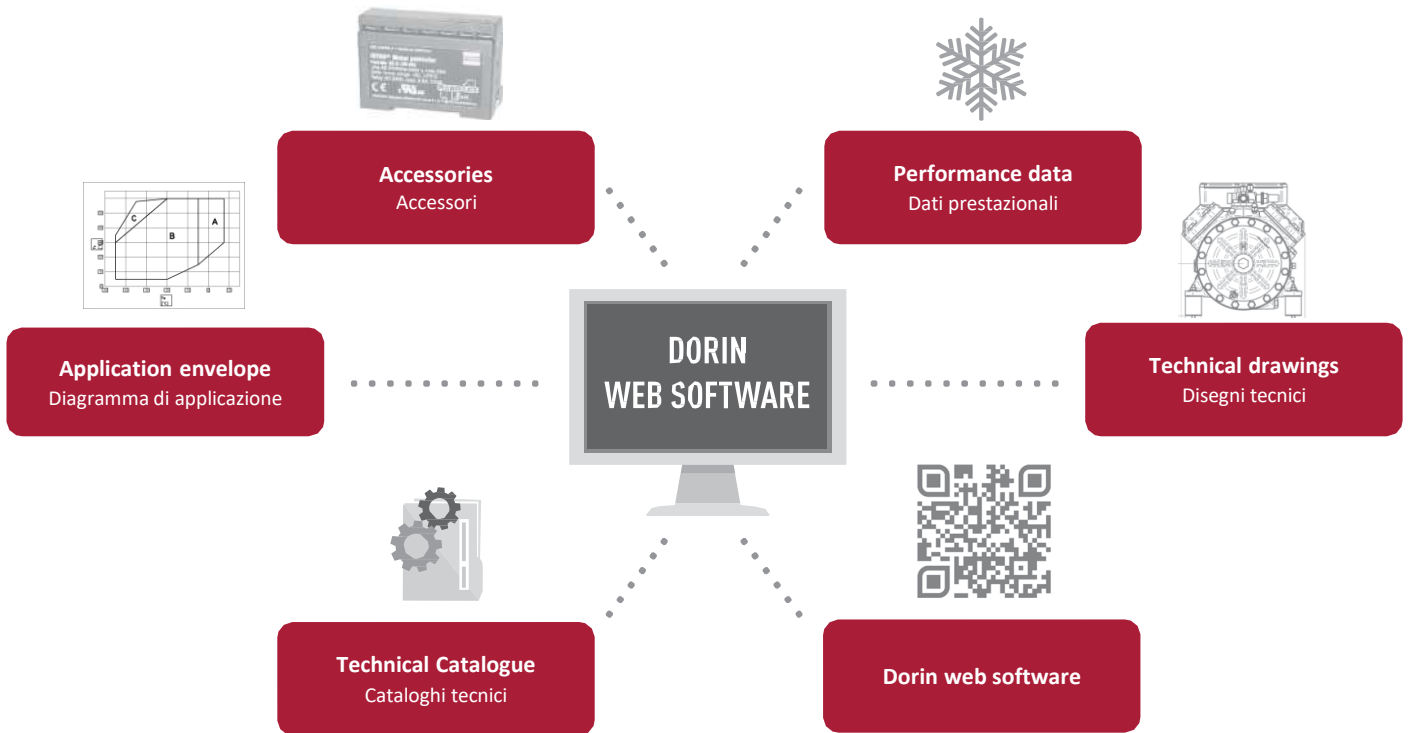 Accessories
Accessori
Performance data
Dati prestazionali
C
A
B
Application envelope
Diagramma di applicazione
DORIN
WEB SOFTWARE
Technical drawings
Disegni tecnici
Technical Catalogue
Cataloghi tecnici
Dorin web software